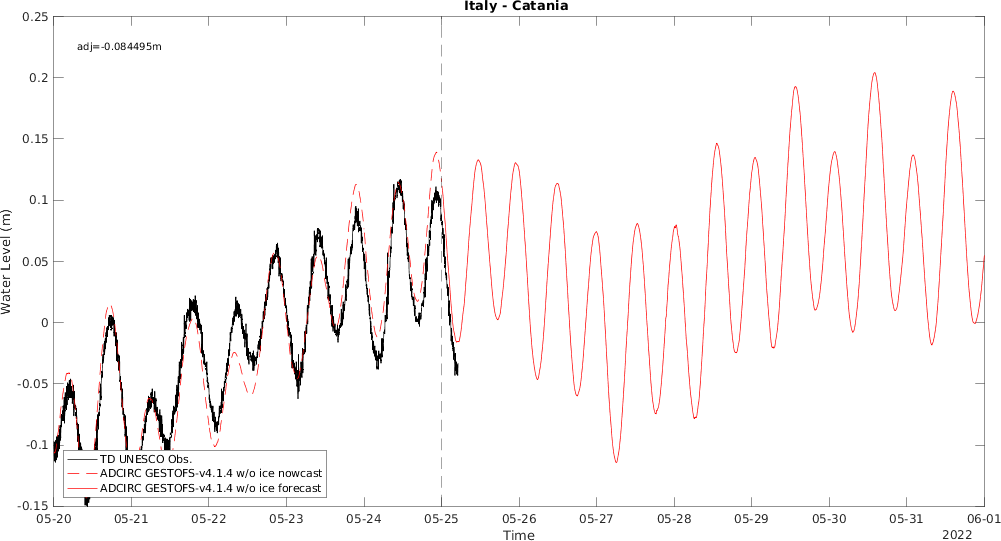 Italy - Catania
0.25
adj=-0.084495m
0.2
0.15
0.1
0.05
0
-0.05
-0.1
-0.15
Water Level (m)
TD UNESCO Obs.
ADCIRC GESTOFS-v4.1.4 w/o ice nowcast
ADCIRC GESTOFS-v4.1.4 w/o ice forecast
05-20 05-21 05-22 05-23 05-24 05-25 05-26 05-27 05-28 05-29 05-30 05-31 06-01
Time
2022